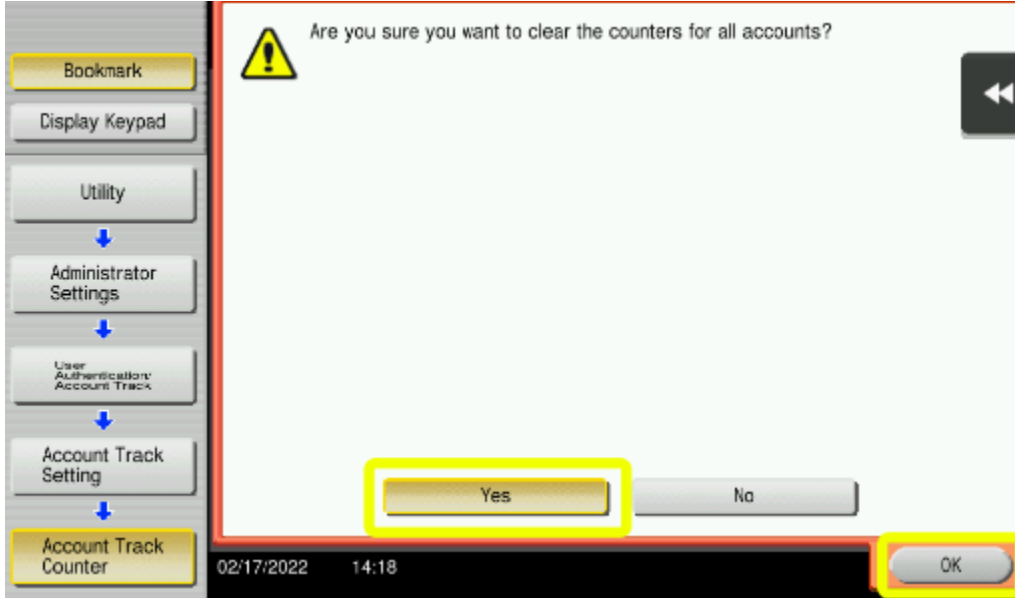 Are you sure you want to clear the counters for all accounts?
Bookmark
Display Keypad
Utility
Administrator
Settings
User
Authentication/
Account Track
Account Track
Setting
Account Track
Counter
Yes
No
02/17/2022 14:18
OK